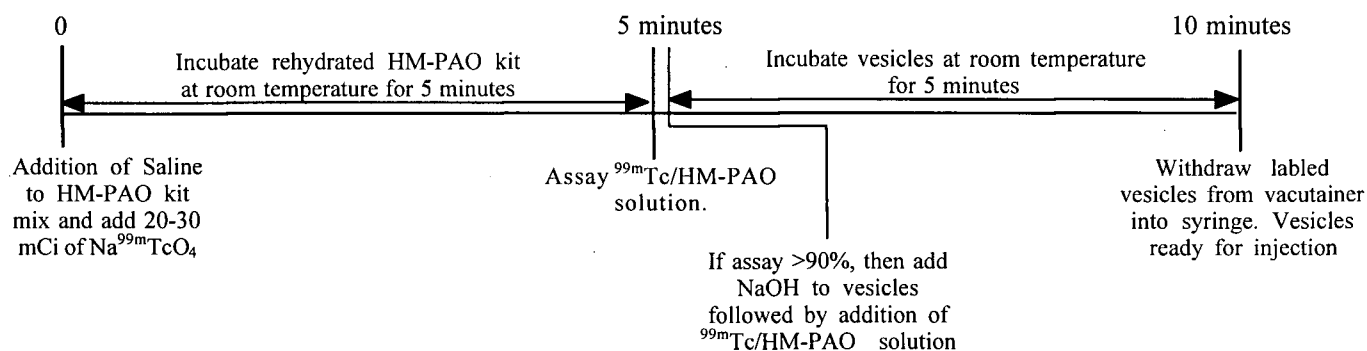 0
5 minutes
10 minutes
Incubate rehydrated HM-PAO kit
at room temperature for 5 minutes
Incubate vesicles at room temperature
for 5 minutes
Addition of Saline
to HM-PAO kit
mix and add 20-30
mCi of Na⁹⁹ᵐTcO₄
Assay ⁹⁹ᵐTc/HM-PAO
solution.
If assay >90%, then add
NaOH to vesicles
followed by addition of
⁹⁹ᵐTc/HM-PAO solution
Withdraw labled
vesicles from vacutainer
into syringe. Vesicles
ready for injection